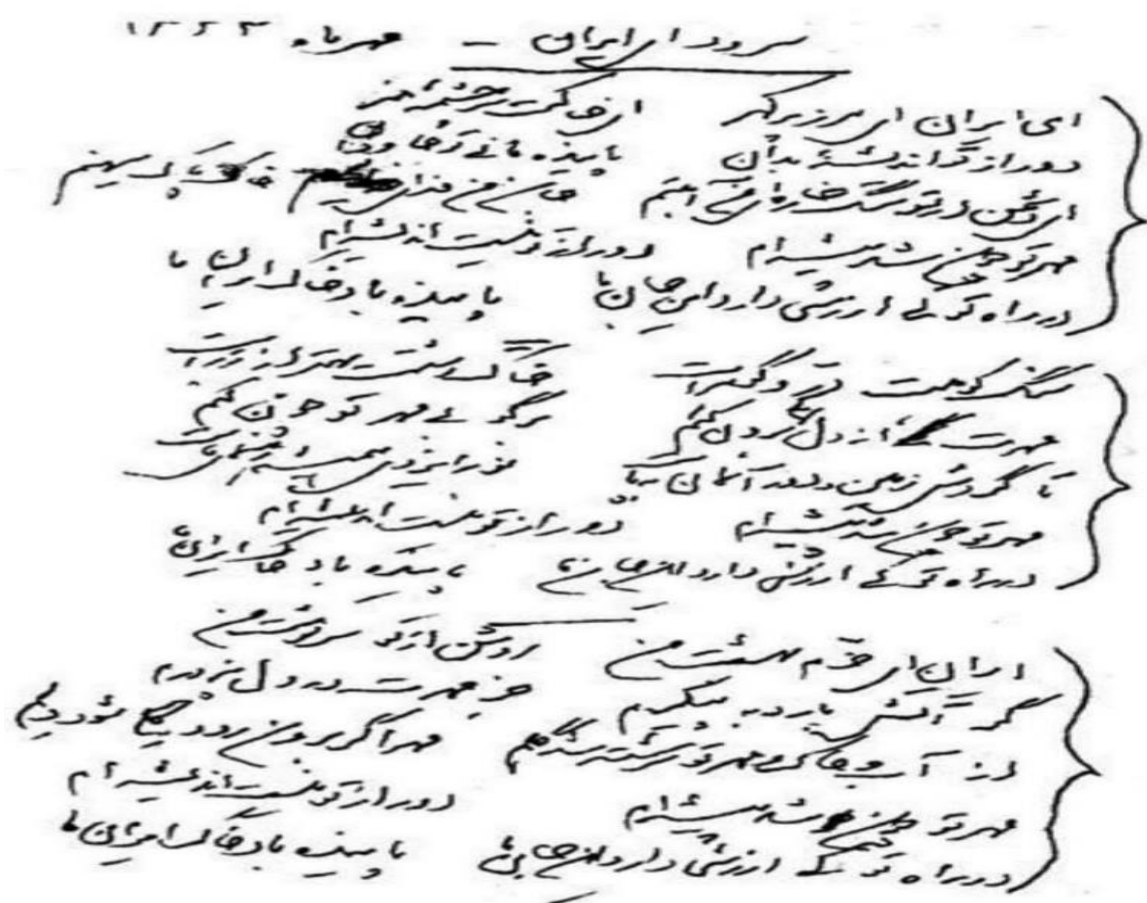 سرود ای ایران - مهرماه ۱۳۲۳
ای ایران ای مرز پرگهر ای خاکت سرچشمه هنر
دور از تو اندیشهٔ بدان پاینده مانی تو جاودان
ای دشمن ار تو سنگ خاره‌ای من آهنم جان من فدای خاک پاک میهنم
مهر تو چون شد پیشه‌ام دور از تو نیست اندیشه‌ام
در راه تو کی ارزشی دارد این جان ما پاینده باد خاک ایران ما
سنگ کوهت در و گوهر است خاک دشتت بهتر از زر است
مهرت از دل کی برون کنم برگو بی مهر تو چون کنم
تا گردش زمین و دور آسمان بپاست نور ایزدی همیشه رهنمای ماست
مهر تو چون شد پیشه‌ام دور از تو نیست اندیشه‌ام
در راه تو کی ارزشی دارد این جان ما پاینده باد خاک ایران ما
ایران ای خرم بهشت من روشن از تو سرنوشت من
گر آتش بارد به پیکرم جز مهرت در دل نپرورم
از آب و خاک و مهر تو سرشته شد گلم مهر اگر برون رود تهی شود دلم
مهر تو چون شد پیشه‌ام دور از تو نیست اندیشه‌ام
در راه تو کی ارزشی دارد این جان ما پاینده باد خاک ایران ما